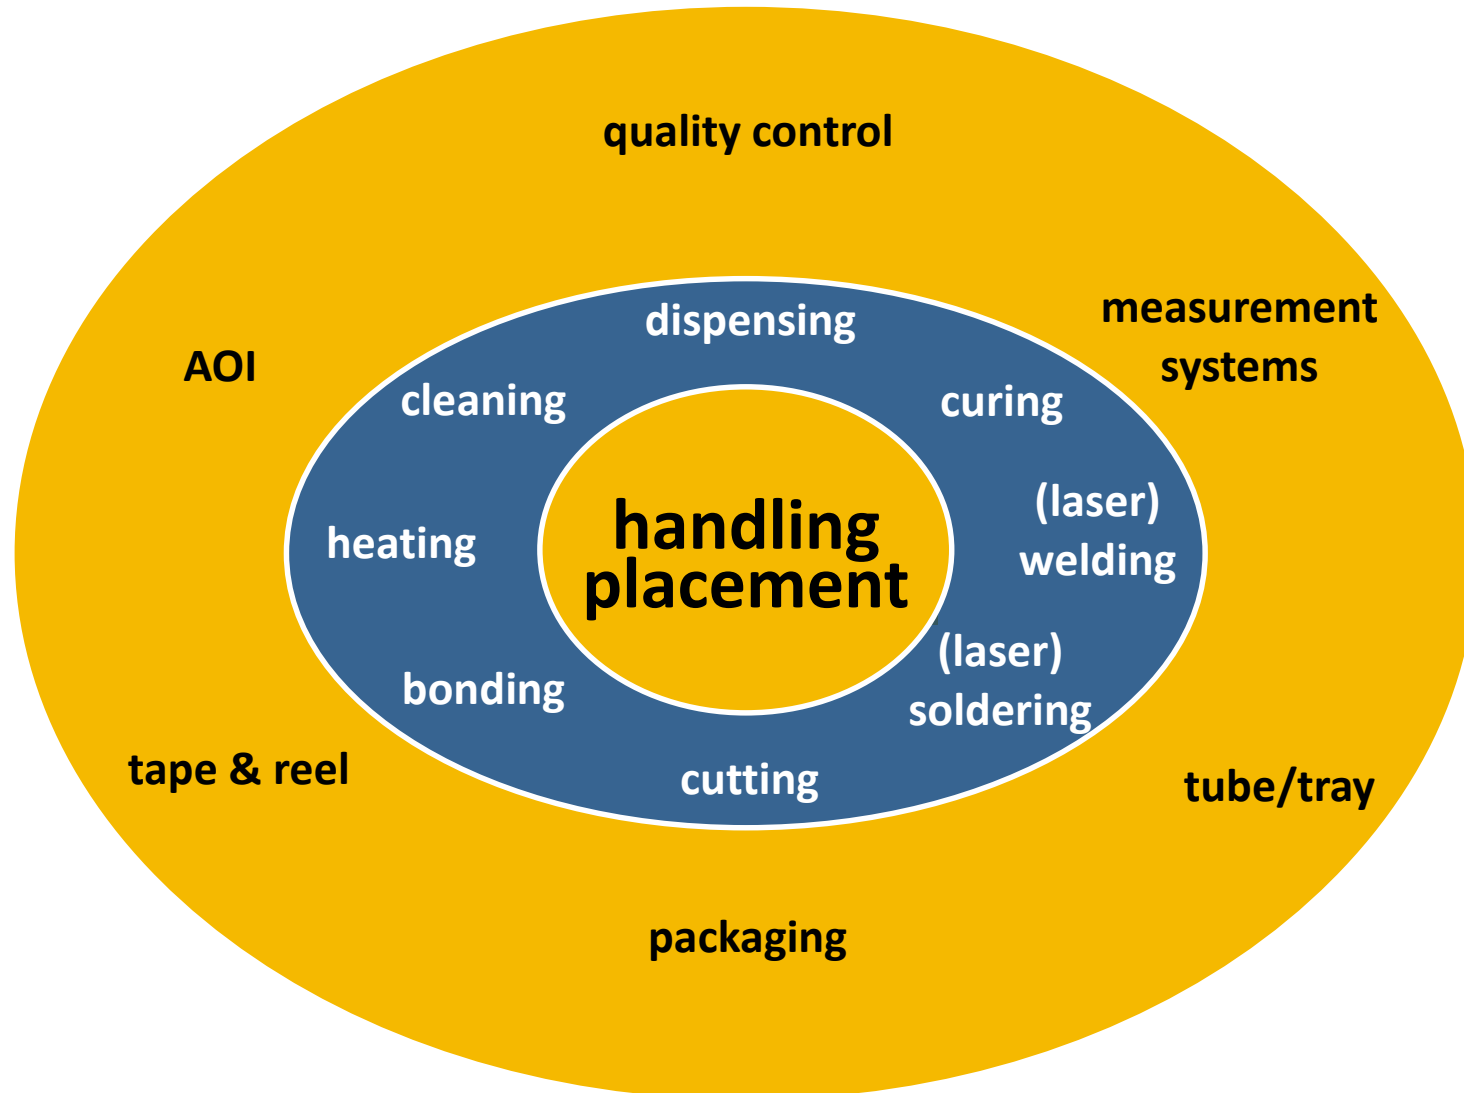 quality control
measurement
systems
AOI
dispensing
cleaning
curing
(laser)
welding
heating
handling
placement
(laser)
soldering
bonding
cutting
tape & reel
tube/tray
packaging